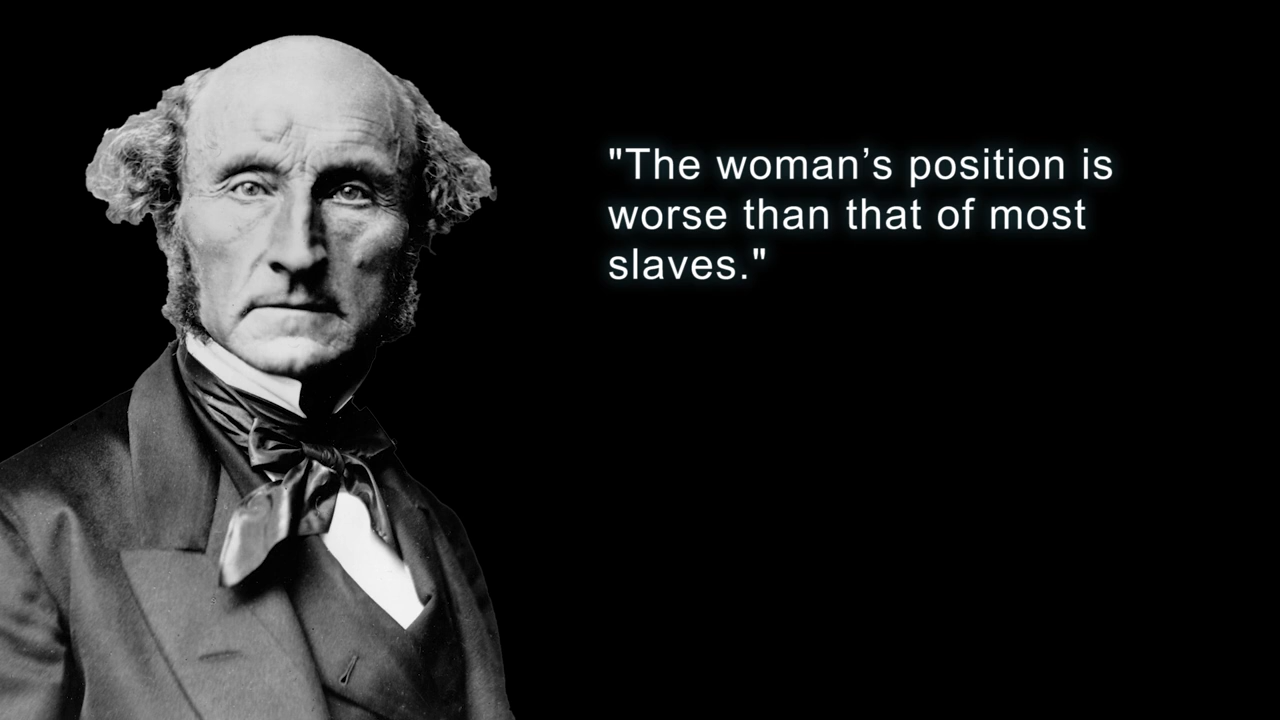 "The woman’s position is
worse than that of most
slaves."